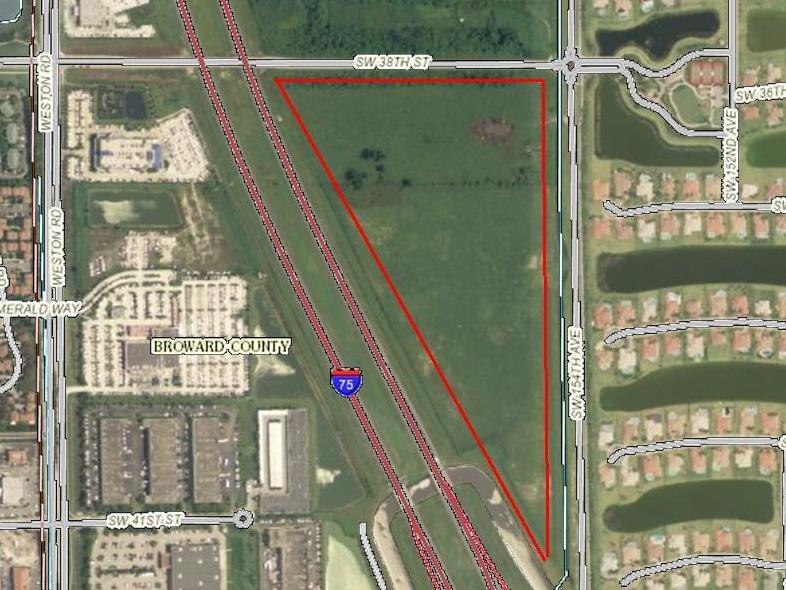 SW 38TH ST
WESTON RD
SW 36TH
SW 152ND AVE
SW
WESTON RD
MERALD WAY
BROWARD COUNTY
SW 154TH AVE
75
SW 41ST ST